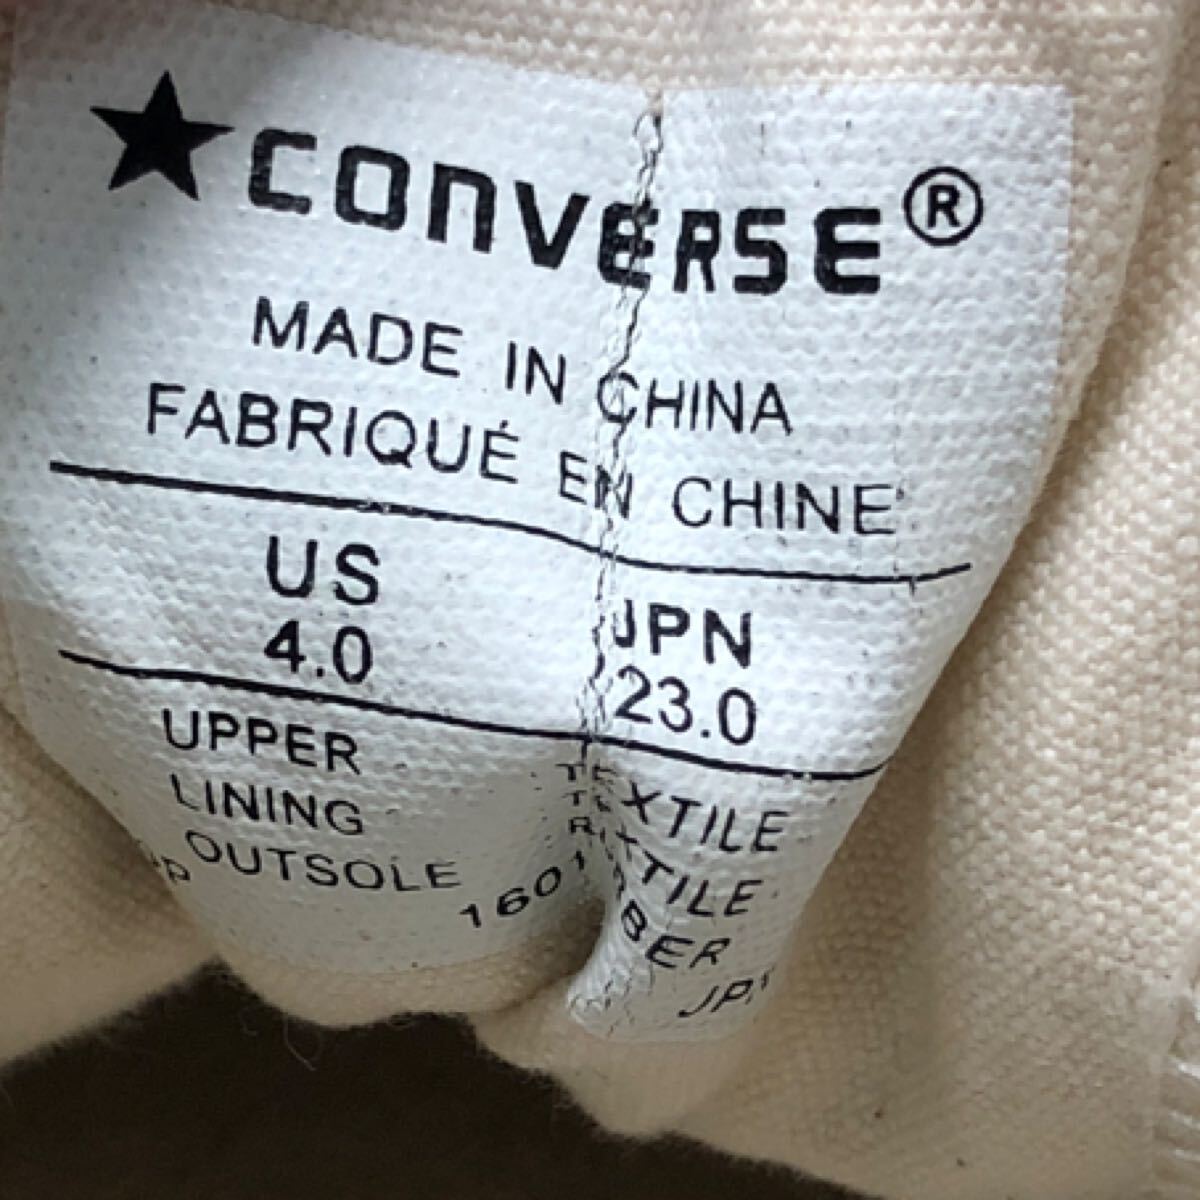 ★CONVERSE®
MADE IN CHINA
FABRIQUÉ EN CHINE
US JPN
4.0 23.0
UPPER TEXTILE
LINING TEXTILE
OUTSOLE RUBBER
1601